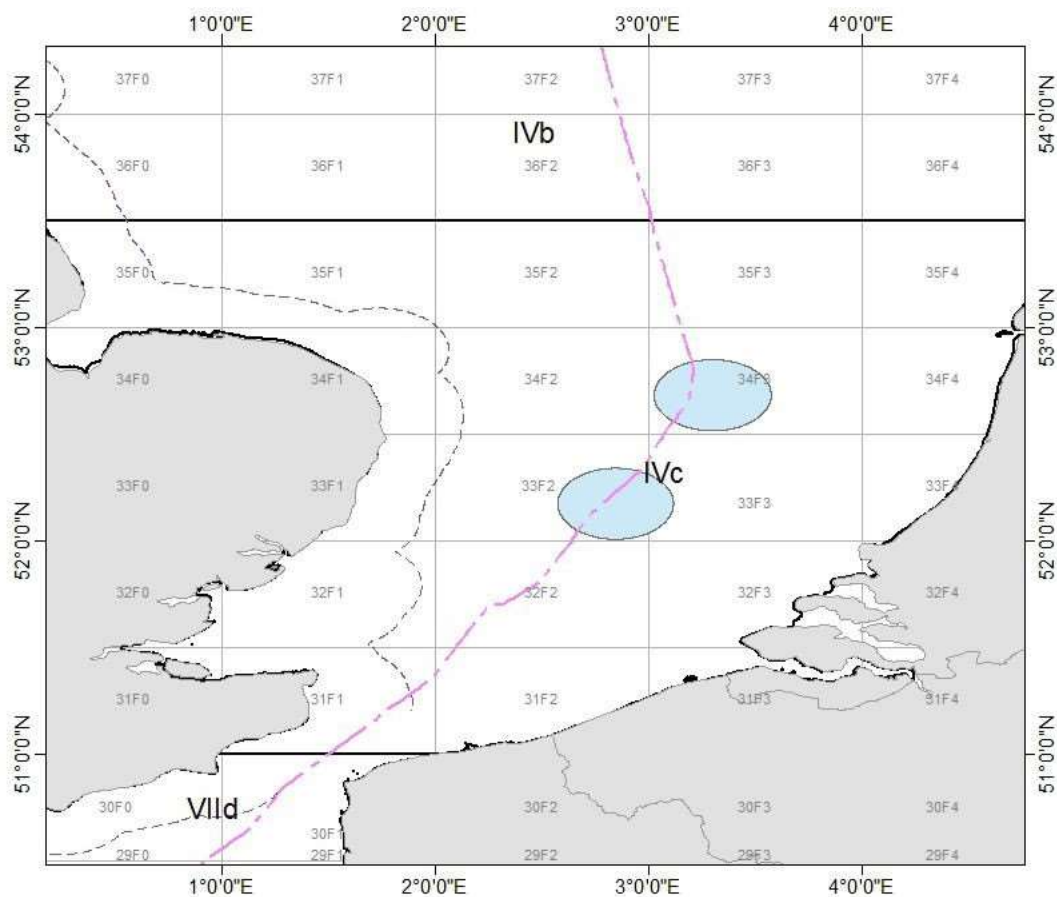 1°0'0"E 2°0'0"E 3°0'0"E 4°0'0"E
37F0 37F1 37F2 37F3 37F4
54°0'0"N 54°0'0"N
IVb
36F0 36F1 36F2 36F3 36F4
35F0 35F1 35F2 35F3 35F4
53°0'0"N 53°0'0"N
34F0 34F1 34F2 34F3 34F4
IVc
33F0 33F1 33F2 33F3 33F4
52°0'0"N 52°0'0"N
32F0 32F1 32F2 32F3 32F4
31F0 31F1 31F2 31F3 31F4
51°0'0"N 51°0'0"N
30F0 VIId 30F1 30F2 30F3 30F4
29F0 29F1 29F2 29F3 29F4
1°0'0"E 2°0'0"E 3°0'0"E 4°0'0"E